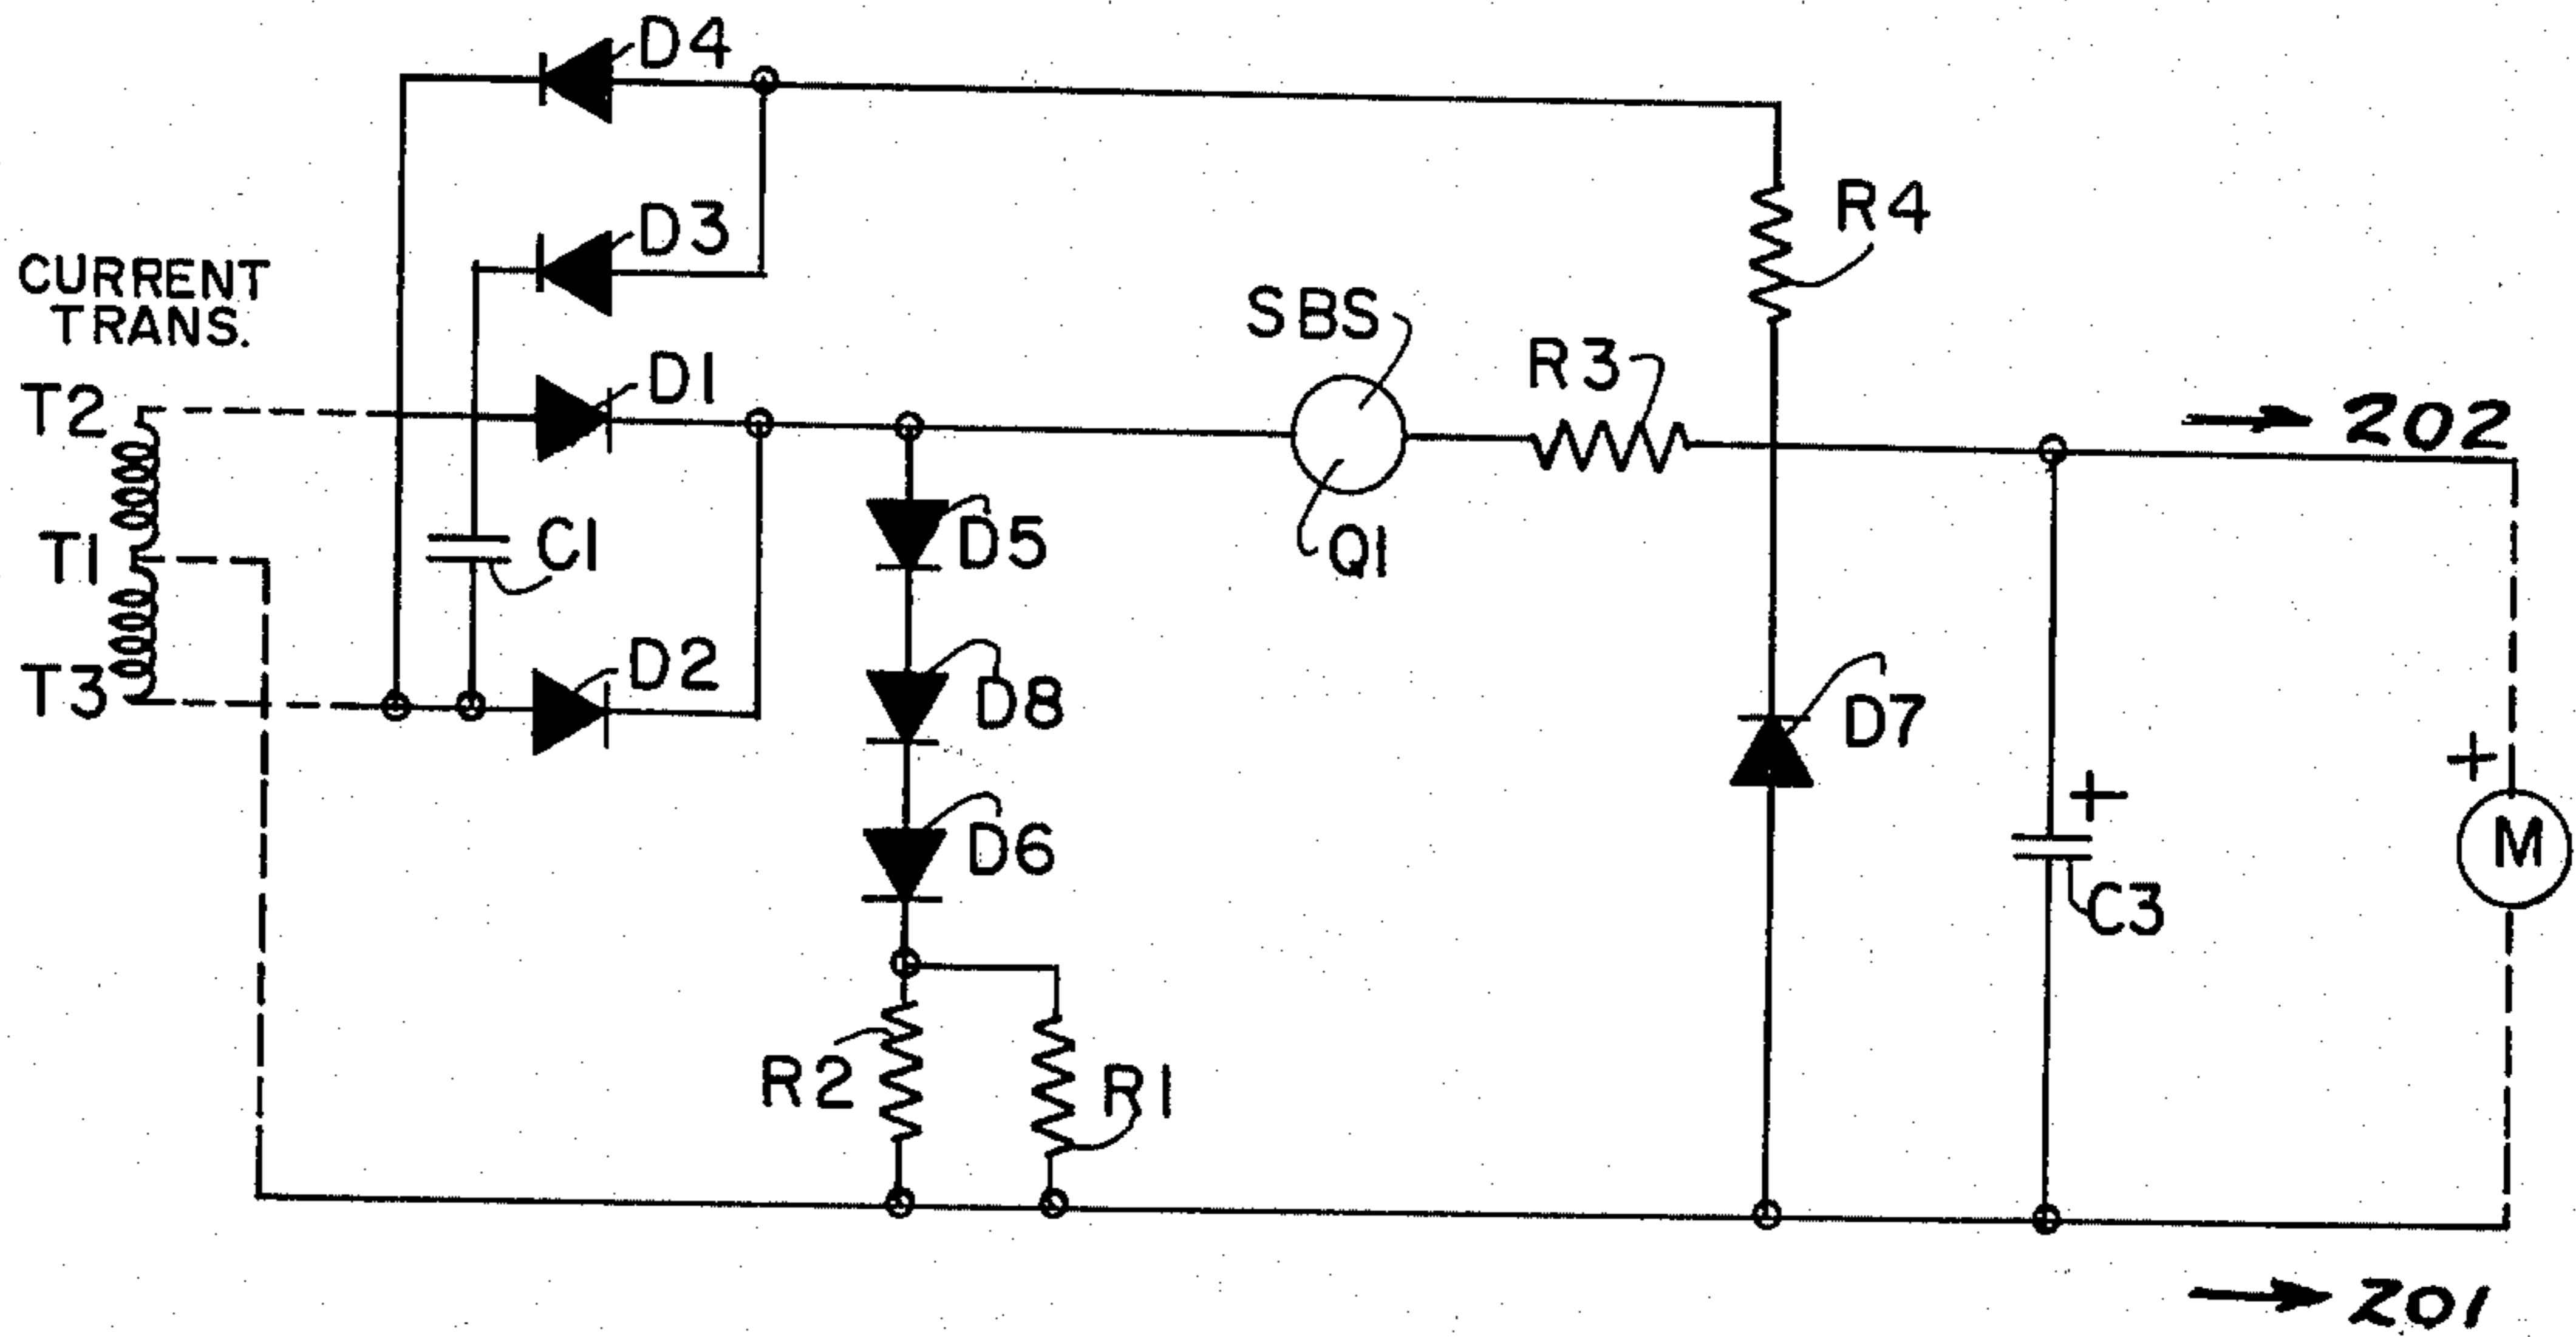 D4
D3
R4
CURRENT
TRANS.
D1
SBS
R3
T2
202
T1
C1
D5
Q1
T3
D2
D8
D7
+
+
M
D6
C3
R2
R1
201